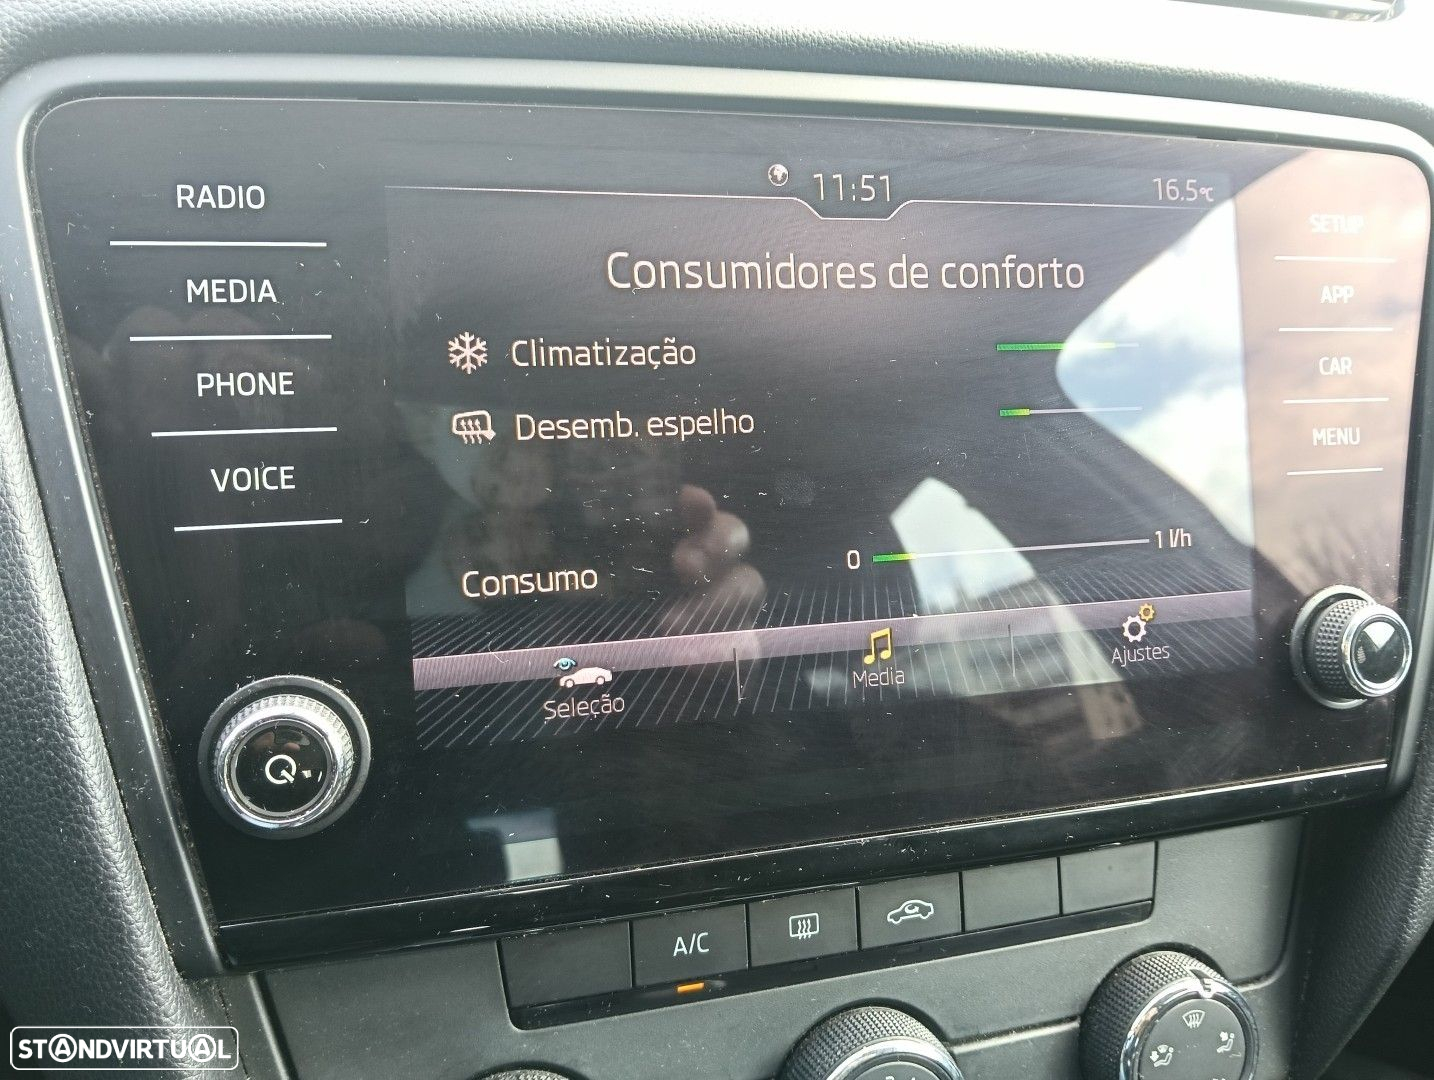 11:51
16.5°C
RADIO
MEDIA
PHONE
VOICE
Consumidores de conforto
Climatização
Desemb. espelho
Consumo
0
1 l/h
Seleção
Media
Ajustes
SETUP
APP
CAR
MENU
A/C
STANDVIRTUAL